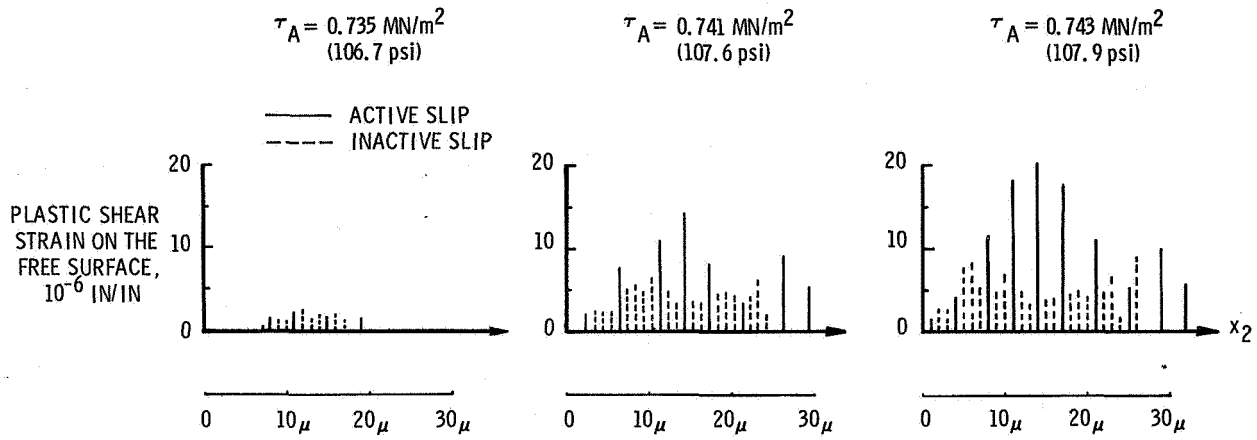 τA = 0.735 MN/m²
(106.7 psi)
τA = 0.741 MN/m²
(107.6 psi)
τA = 0.743 MN/m²
(107.9 psi)
ACTIVE SLIP
INACTIVE SLIP
PLASTIC SHEAR
STRAIN ON THE
FREE SURFACE,
10⁻⁶ IN/IN
20
10
0
20
10
0
20
10
0
x₂
0 10μ 20μ 30μ
0 10μ 20μ 30μ
0 10μ 20μ 30μ